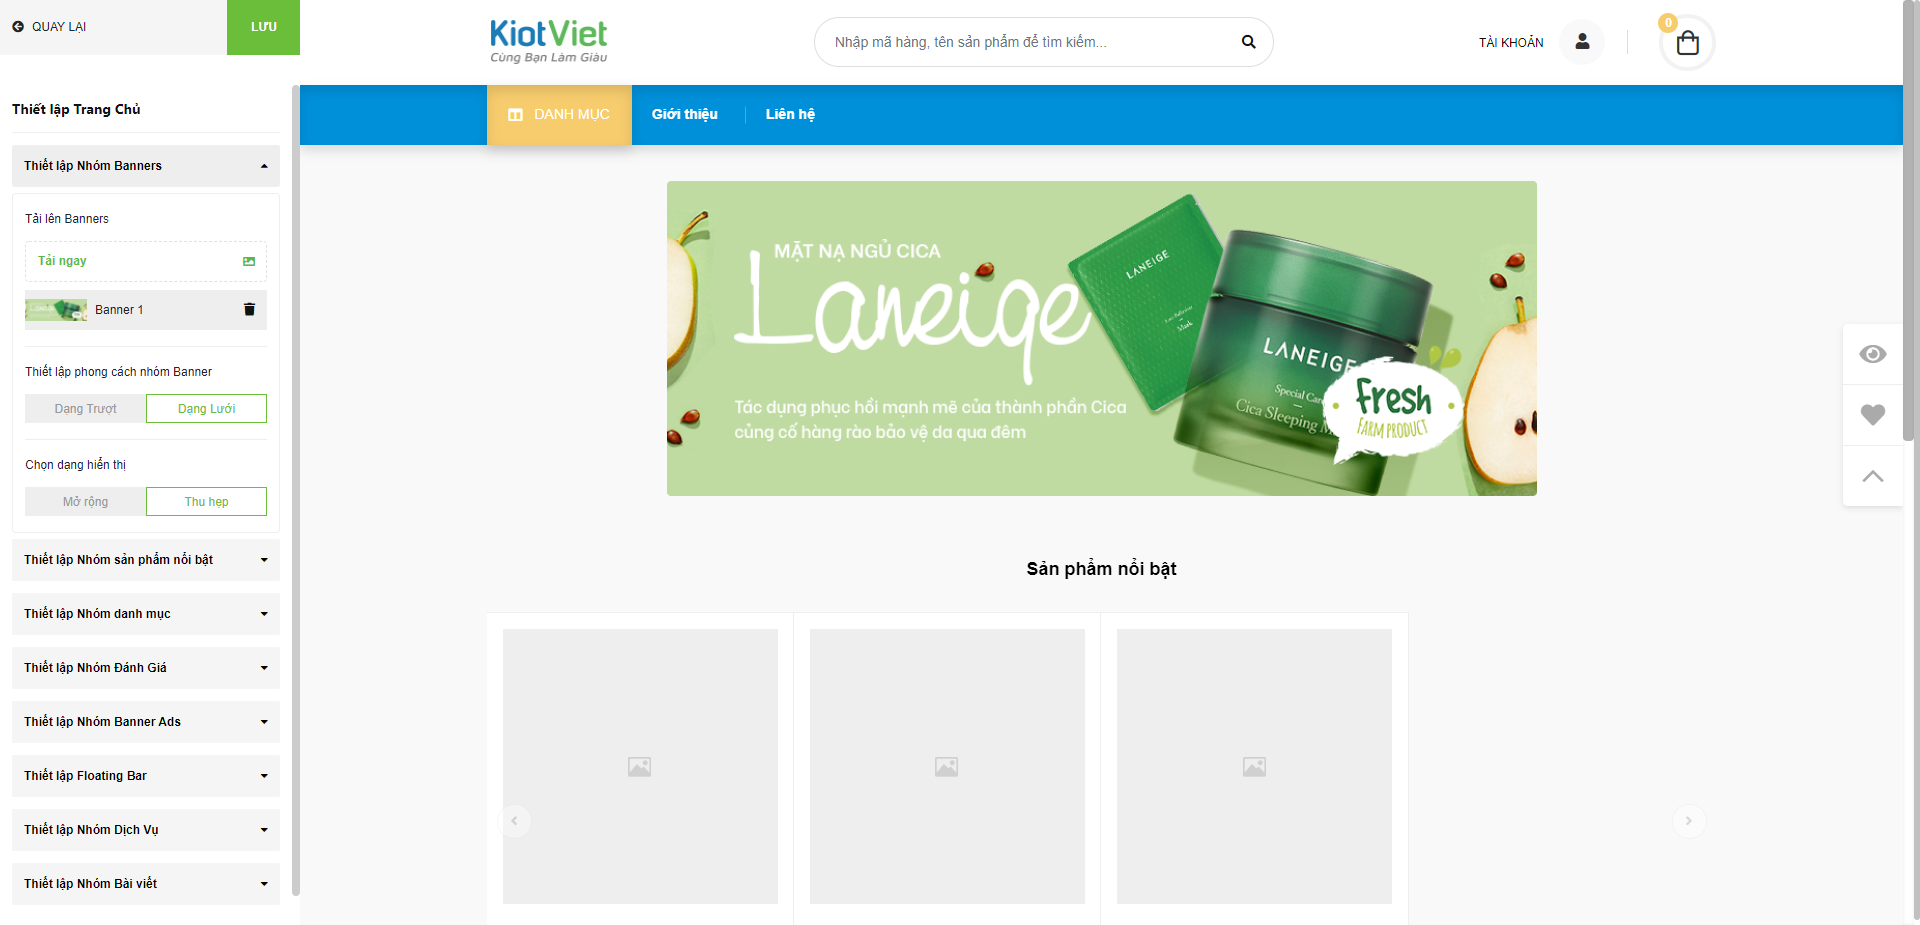 QUAY LẠI
LƯU
KiotViet
Cùng Bạn Làm Giàu
Nhập mã hàng, tên sản phẩm để tìm kiếm...
TÀI KHOẢN
0
DANH MỤC
Giới thiệu
Liên hệ
Thiết lập Trang Chủ
Thiết lập Nhóm Banners
Tải lên Banners
Tải ngay
Banner 1
Thiết lập phong cách nhóm Banner
Dạng Trượt
Dạng Lưới
Chọn dạng hiển thị
Mở rộng
Thu hẹp
Thiết lập Nhóm sản phẩm nổi bật
Thiết lập Nhóm danh mục
Thiết lập Nhóm Đánh Giá
Thiết lập Nhóm Banner Ads
Thiết lập Floating Bar
Thiết lập Nhóm Dịch Vụ
Thiết lập Nhóm Bài viết
MẶT NẠ NGỦ CICA
Laneige
Tác dụng phục hồi mạnh mẽ của thành phần Cica
củng cố hàng rào bảo vệ da qua đêm
LANEIGE
Mask
LANEIGE
Special Care
Cica Sleeping
Fresh
FARM PRODUCT
Sản phẩm nổi bật